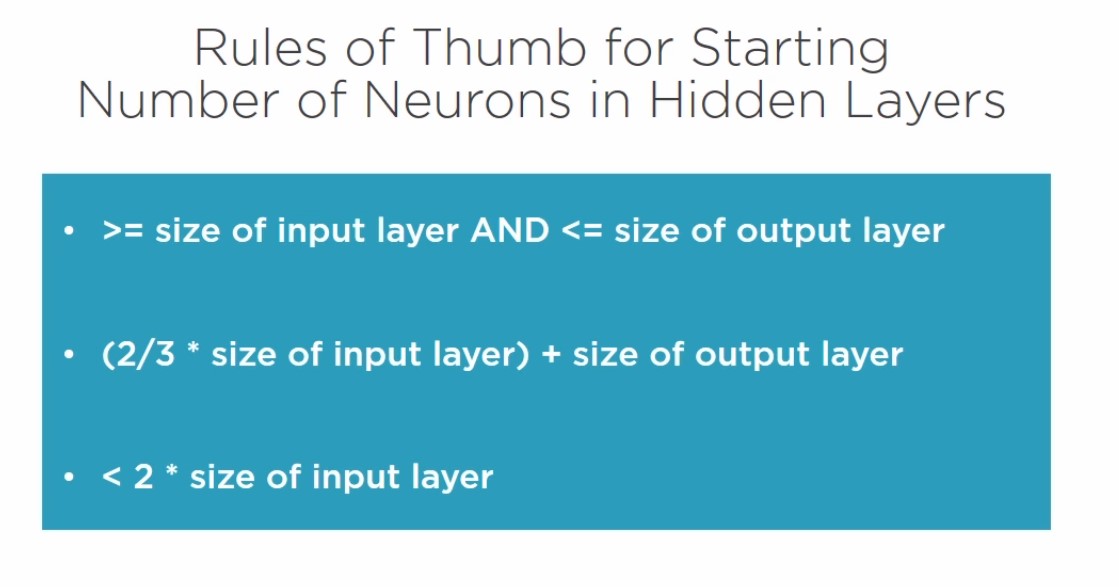 Rules of Thumb for Starting
Number of Neurons in Hidden Layers
• >= size of input layer AND <= size of output layer
• (2/3 * size of input layer) + size of output layer
• < 2 * size of input layer